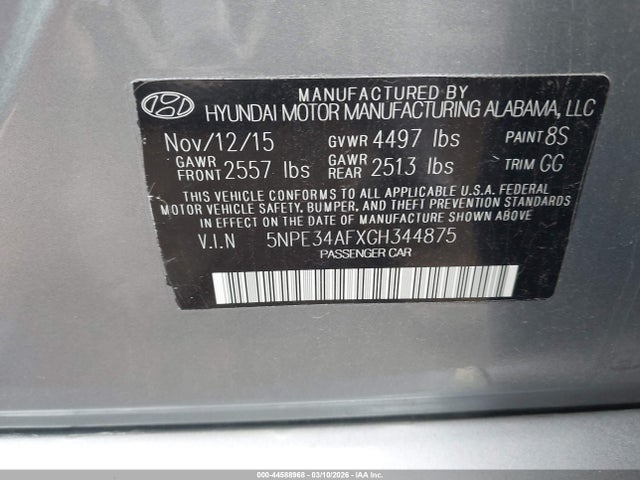 MANUFACTURED BY
HYUNDAI MOTOR MANUFACTURING ALABAMA, LLC
Nov/12/15 GVWR 4497 lbs PAINT 8S
GAWR FRONT 2557 lbs GAWR REAR 2513 lbs TRIM GG
THIS VEHICLE CONFORMS TO ALL APPLICABLE U.S.A. FEDERAL
MOTOR VEHICLE SAFETY, BUMPER, AND THEFT PREVENTION STANDARDS
IN EFFECT ON THE DATE OF MANUFACTURE SHOWN ABOVE
V.I.N 5NPE34AFXGH344875
PASSENGER CAR
000-44588968 - 03/10/2026 - IAA Inc.